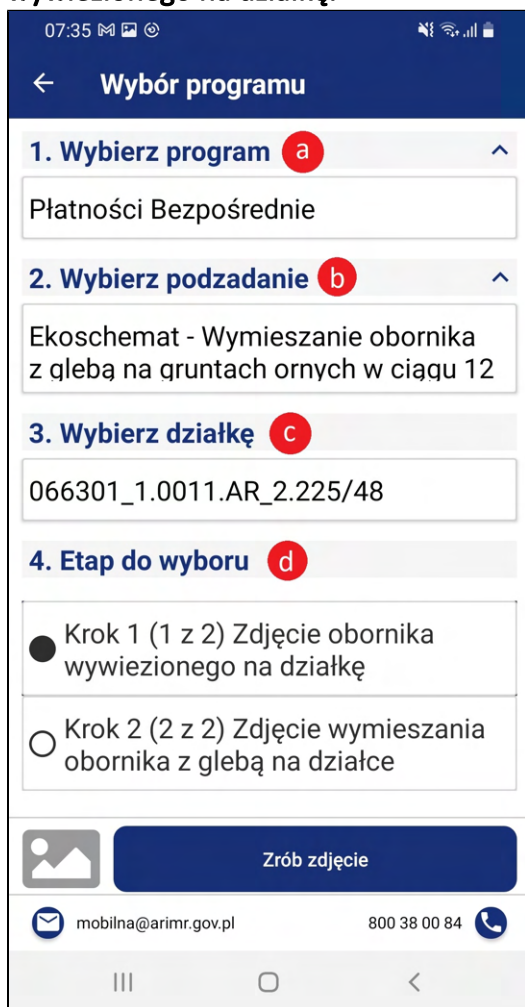 07:35
Wybór programu
1. Wybierz program a
Płatności Bezpośrednie
2. Wybierz podzadanie b
Ekoschemat - Wymieszanie obornika
z glebą na gruntach ornych w ciągu 12
3. Wybierz działkę c
066301_1.0011.AR_2.225/48
4. Etap do wyboru d
Krok 1 (1 z 2) Zdjęcie obornika
wywiezionego na działkę
Krok 2 (2 z 2) Zdjęcie wymieszania
obornika z glebą na działce
Zrób zdjęcie
mobilna@arimr.gov.pl 800 38 00 84